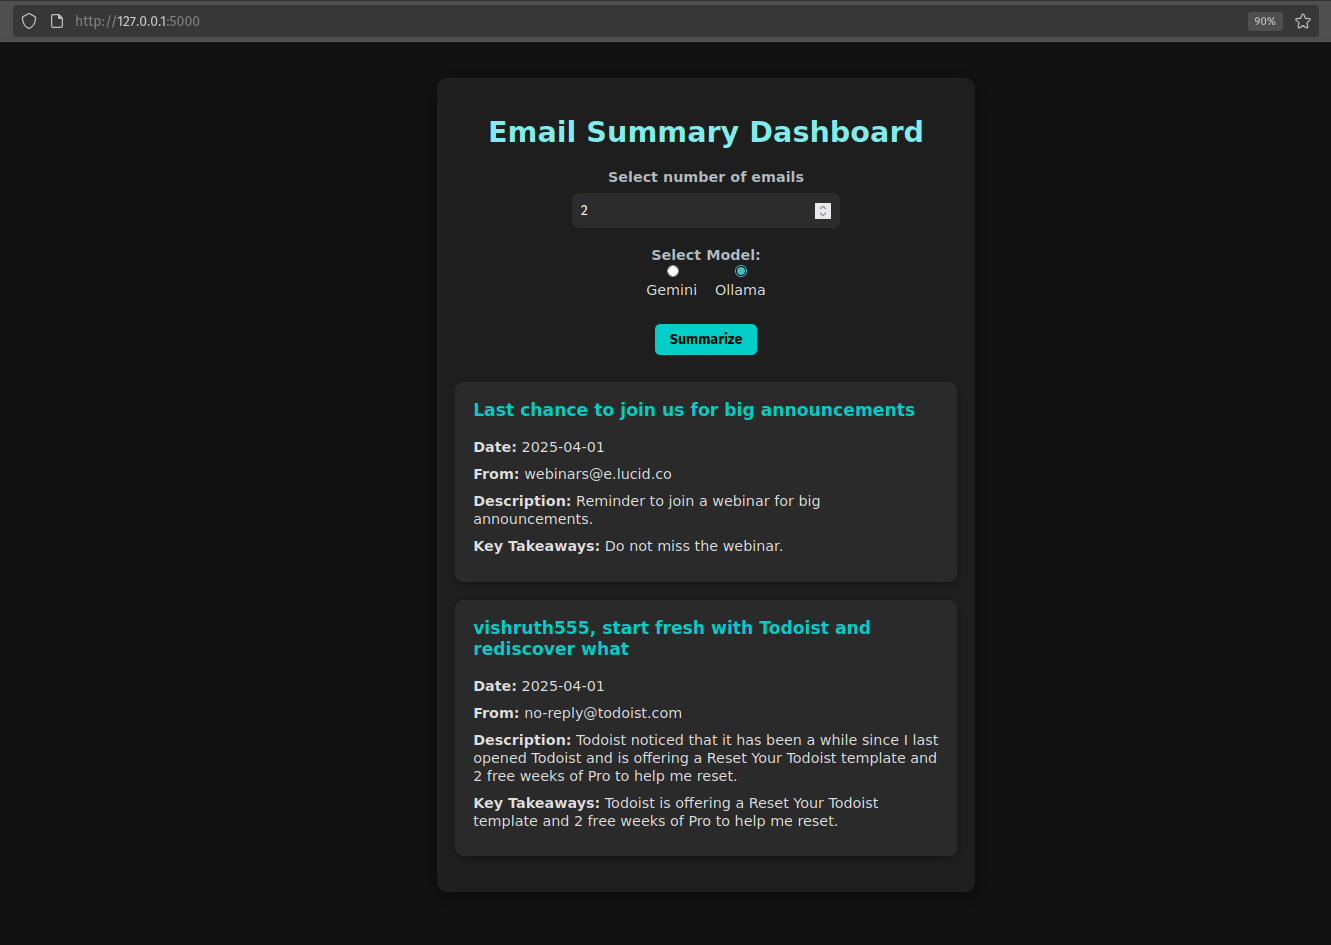 http://127.0.0.1:5000
90%
Email Summary Dashboard
Select number of emails
2
Select Model:
Gemini Ollama
Summarize
Last chance to join us for big announcements
Date: 2025-04-01
From: webinars@e.lucid.co
Description: Reminder to join a webinar for big
announcements.
Key Takeaways: Do not miss the webinar.
vishruth555, start fresh with Todoist and
rediscover what
Date: 2025-04-01
From: no-reply@todoist.com
Description: Todoist noticed that it has been a while since I last
opened Todoist and is offering a Reset Your Todoist template and
2 free weeks of Pro to help me reset.
Key Takeaways: Todoist is offering a Reset Your Todoist
template and 2 free weeks of Pro to help me reset.